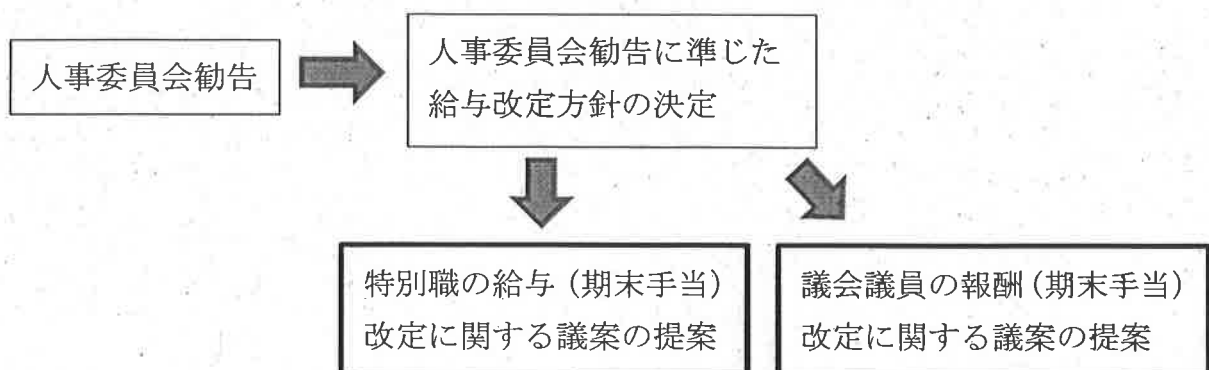 人事委員会勧告
人事委員会勧告に準じた
給与改定方針の決定
特別職の給与（期末手当）
改定に関する議案の提案
議会議員の報酬（期末手当）
改定に関する議案の提案